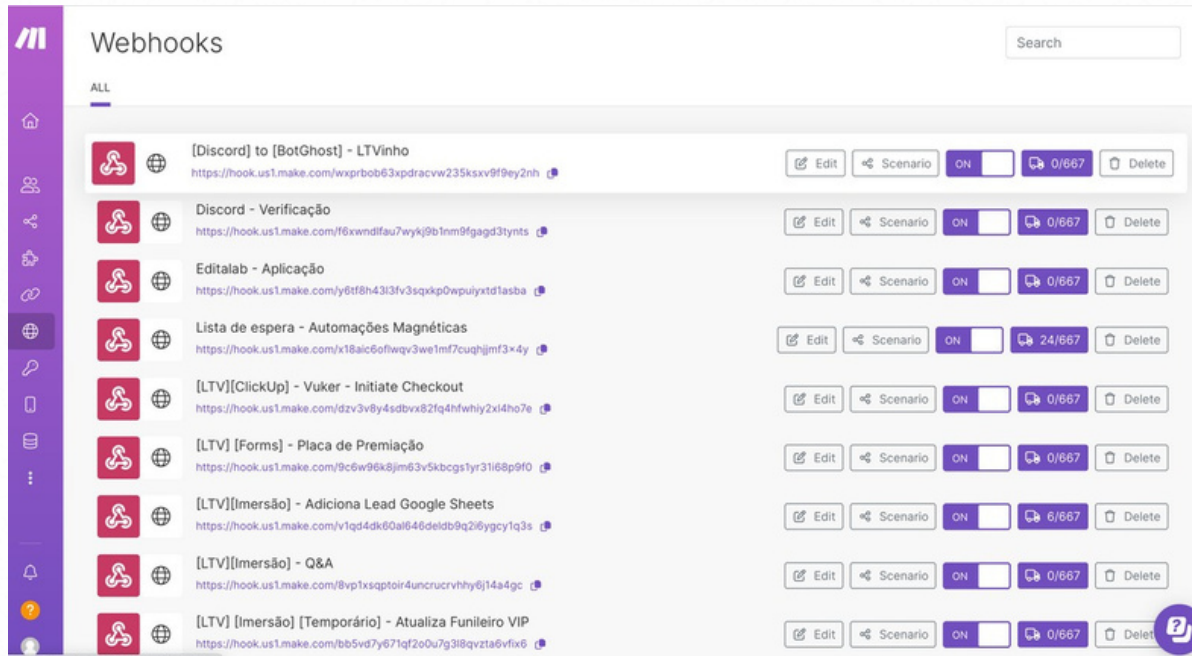 Webhooks
Search
ALL
[Discord] to [BotGhost] - LTVinho
Edit Scenario ON 0/667 Delete
https://hook.us1.make.com/wxprbob63xpdracvw235ksxv9f9ey2nh
Discord - Verificação
Edit Scenario ON 0/667 Delete
https://hook.us1.make.com/f6xwndlfau7wykj9b1nm9fgagd3tynts
Editalab - Aplicação
Edit Scenario ON 0/667 Delete
https://hook.us1.make.com/y6tf8h43l3fv3sqxkp0wpuiyxtd1asba
Lista de espera - Automações Magnéticas
Edit Scenario ON 24/667 Delete
https://hook.us1.make.com/x18aic6oflwqv3we1mf7cuqhjjmf3x4y
[LTV][ClickUp] - Vuker - Initiate Checkout
Edit Scenario ON 0/667 Delete
https://hook.us1.make.com/dzv3v8y4sdbvx82fq4hfwhiy2xl4ho7e
[LTV] [Forms] - Placa de Premiação
Edit Scenario ON 0/667 Delete
https://hook.us1.make.com/9c6w96k8jim63v5kbcgs1yr31i68p9f0
[LTV][Imersão] - Adiciona Lead Google Sheets
Edit Scenario ON 6/667 Delete
https://hook.us1.make.com/v1qd4dk60al646deldb9q2i6ygcy1q3s
[LTV][Imersão] - Q&A
Edit Scenario ON 0/667 Delete
https://hook.us1.make.com/8vp1xsqptoir4uncrucrvhhy6j14a4gc
[LTV] [Imersão] [Temporário] - Atualiza Funileiro VIP
Edit Scenario ON 0/667 Delet
https://hook.us1.make.com/bb5vd7y671qf2o0u7g3l8qvzta6vfix6